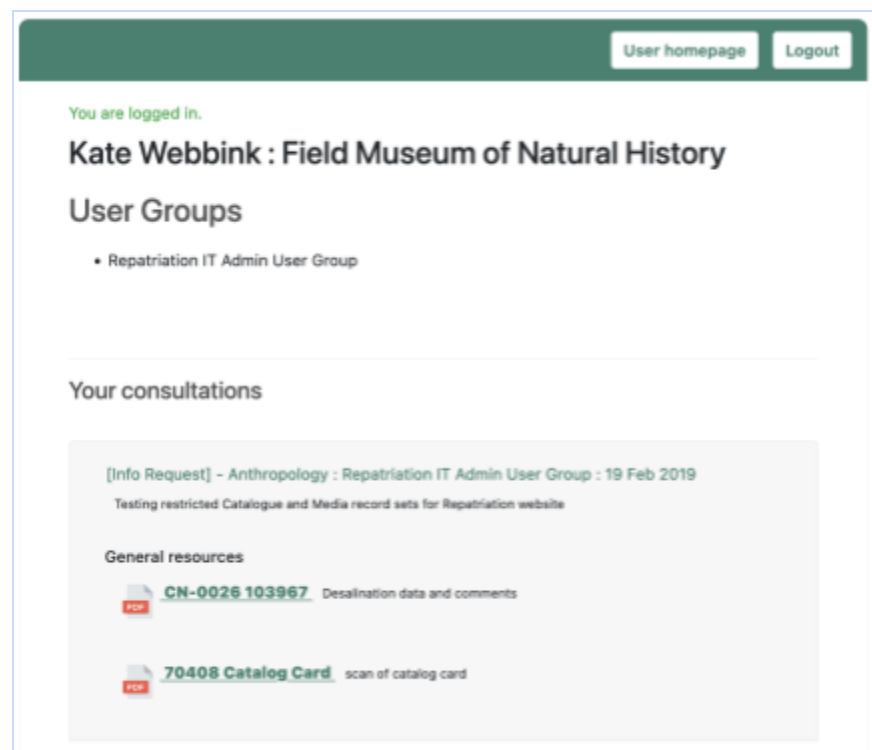 User homepage Logout
You are logged in.
Kate Webbink : Field Museum of Natural History
User Groups
• Repatriation IT Admin User Group
Your consultations
[Info Request] - Anthropology : Repatriation IT Admin User Group : 19 Feb 2019
Testing restricted Catalogue and Media record sets for Repatriation website
General resources
PDF CN-0026 103967 Desalination data and comments
PDF 70408 Catalog Card scan of catalog card